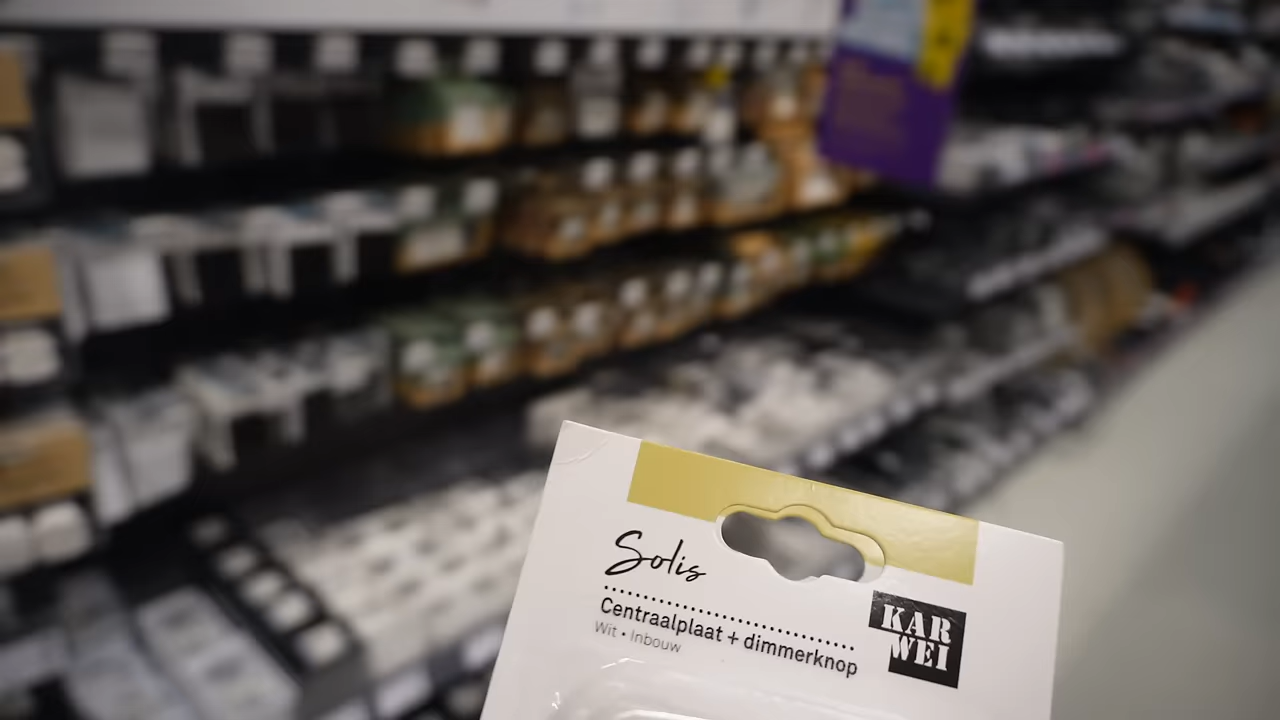 Solis
Centraalplaat + dimmerknop
Wit • Inbouw
KAR
WEI